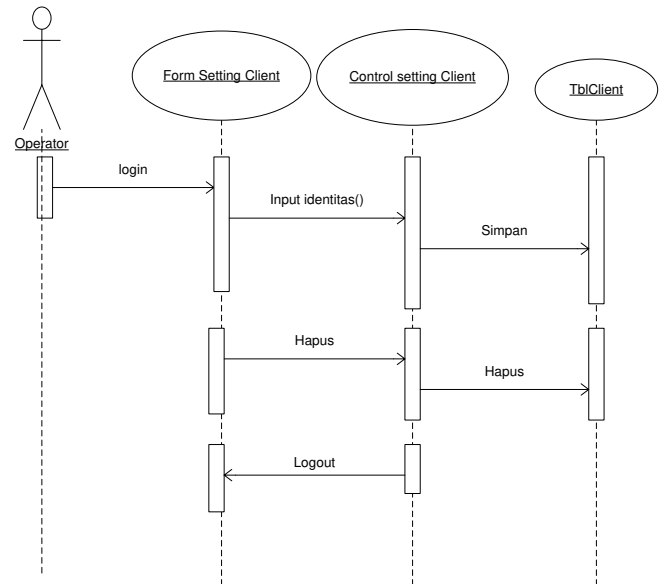 Form Setting Client
Control setting Client
TblClient
Operator
login
Input identitas()
Simpan
Hapus
Hapus
Logout